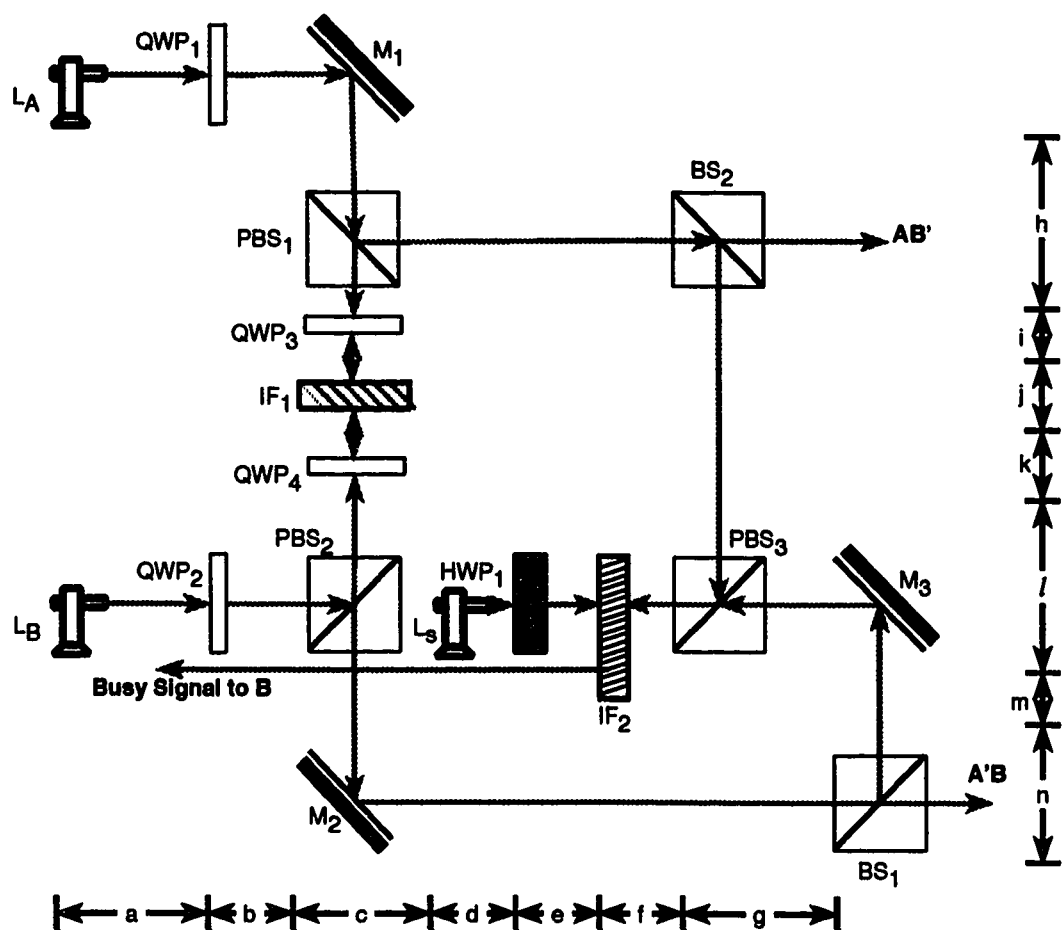 QWP1
M1
LA
BS2
PBS1
AB'
h
QWP3
i
IF1
j
QWP4
k
PBS2
PBS3
QWP2
HWP1
M3
l
LB
Ls
Busy Signal to B
IF2
m
A'B
n
M2
BS1
a
b
c
d
e
f
g